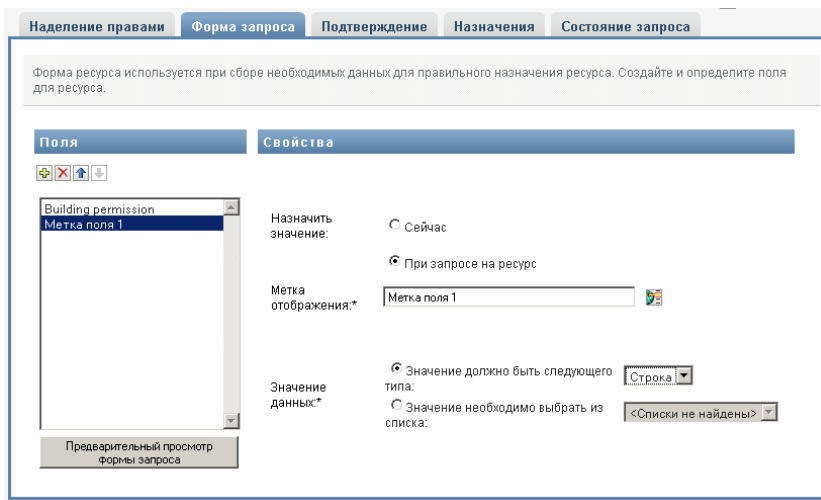 Наделение правами Форма запроса Подтверждение Назначения Состояние запроса
Форма ресурса используется при сборе необходимых данных для правильного назначения ресурса. Создайте и определите поля
для ресурса.
Поля
Свойства
Building permission
Метка поля 1
Предварительный просмотр
формы запроса
Назначить
значение:
Сейчас
При запросе на ресурс
Метка
отображения:*
Метка поля 1
Значение
данных:*
Значение должно быть следующего
типа:
Строка
Значение необходимо выбрать из
списка:
<Списки не найдены>